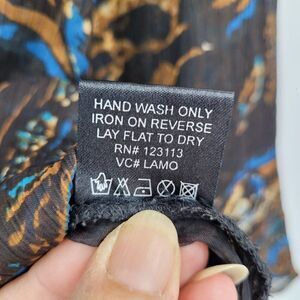 HAND WASH ONLY
IRON ON REVERSE
LAY FLAT TO DRY
RN# 123113
VC# LAMO